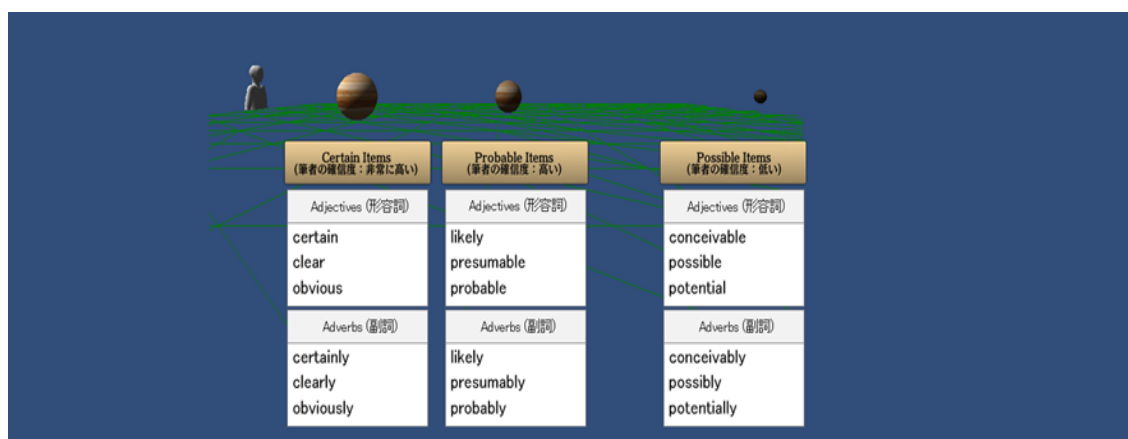 Certain Items
(筆者の確信度：非常に高い)
Adjectives (形容詞)
certain
clear
obvious
Adverbs (副詞)
certainly
clearly
obviously
Probable Items
(筆者の確信度：高い)
Adjectives (形容詞)
likely
presumable
probable
Adverbs (副詞)
likely
presumably
probably
Possible Items
(筆者の確信度：低い)
Adjectives (形容詞)
conceivable
possible
potential
Adverbs (副詞)
conceivably
possibly
potentially